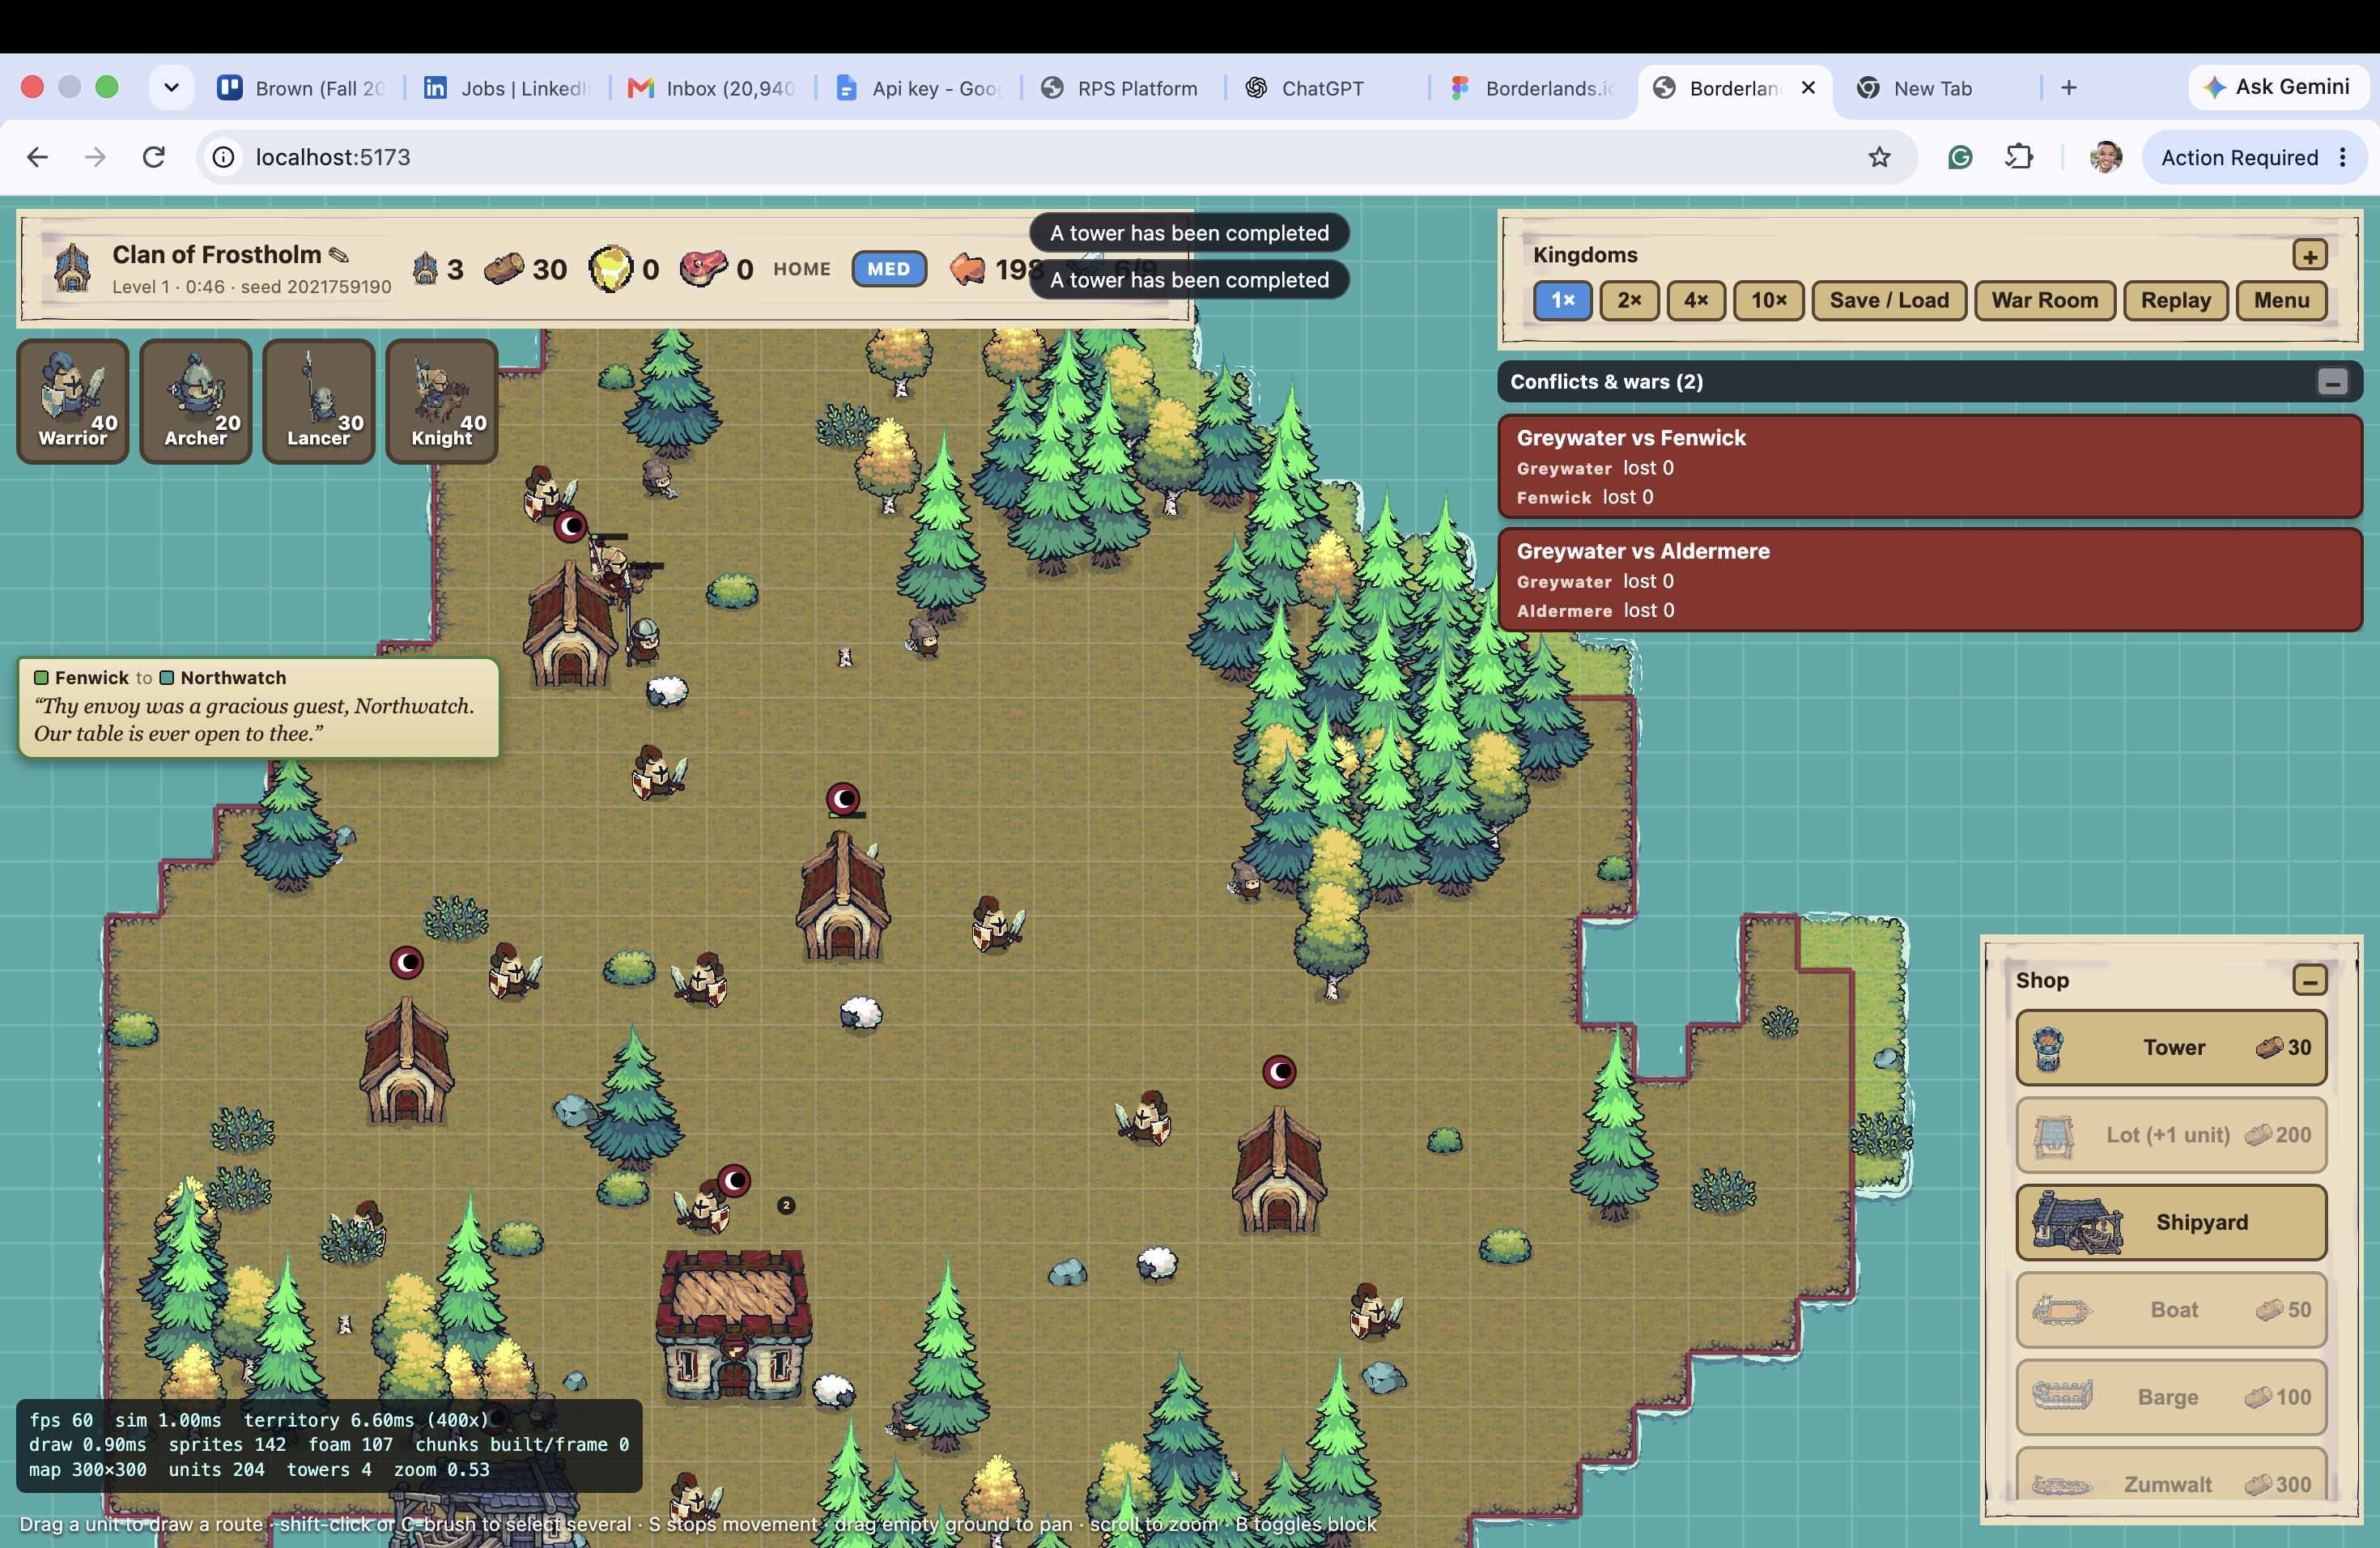 Brown (Fall 20
Jobs | LinkedIn
Inbox (20,940
Api key - Goog
RPS Platform
ChatGPT
Borderlands.io
Borderlan
New Tab
Ask Gemini
localhost:5173
Action Required
Clan of Frostholm
Level 1 · 0:46 · seed 2021759190
3
30
0
0
HOME
MED
198
6/9
A tower has been completed
A tower has been completed
Kingdoms
1×
2×
4×
10×
Save / Load
War Room
Replay
Menu
40
Warrior
20
Archer
30
Lancer
40
Knight
Conflicts & wars (2)
Greywater vs Fenwick
Greywater lost 0
Fenwick lost 0
Greywater vs Aldermere
Greywater lost 0
Aldermere lost 0
Fenwick to Northwatch
“Thy envoy was a gracious guest, Northwatch.
Our table is ever open to thee.”
2
Shop
Tower 30
Lot (+1 unit) 200
Shipyard
Boat 50
Barge 100
Zumwalt 300
fps 60 sim 1.00ms territory 6.60ms (400x)
draw 0.90ms sprites 142 foam 107 chunks built/frame 0
map 300×300 units 204 towers 4 zoom 0.53
Drag a unit to draw a route · shift-click or C-brush to select several · S stops movement · drag empty ground to pan · scroll to zoom · B toggles block